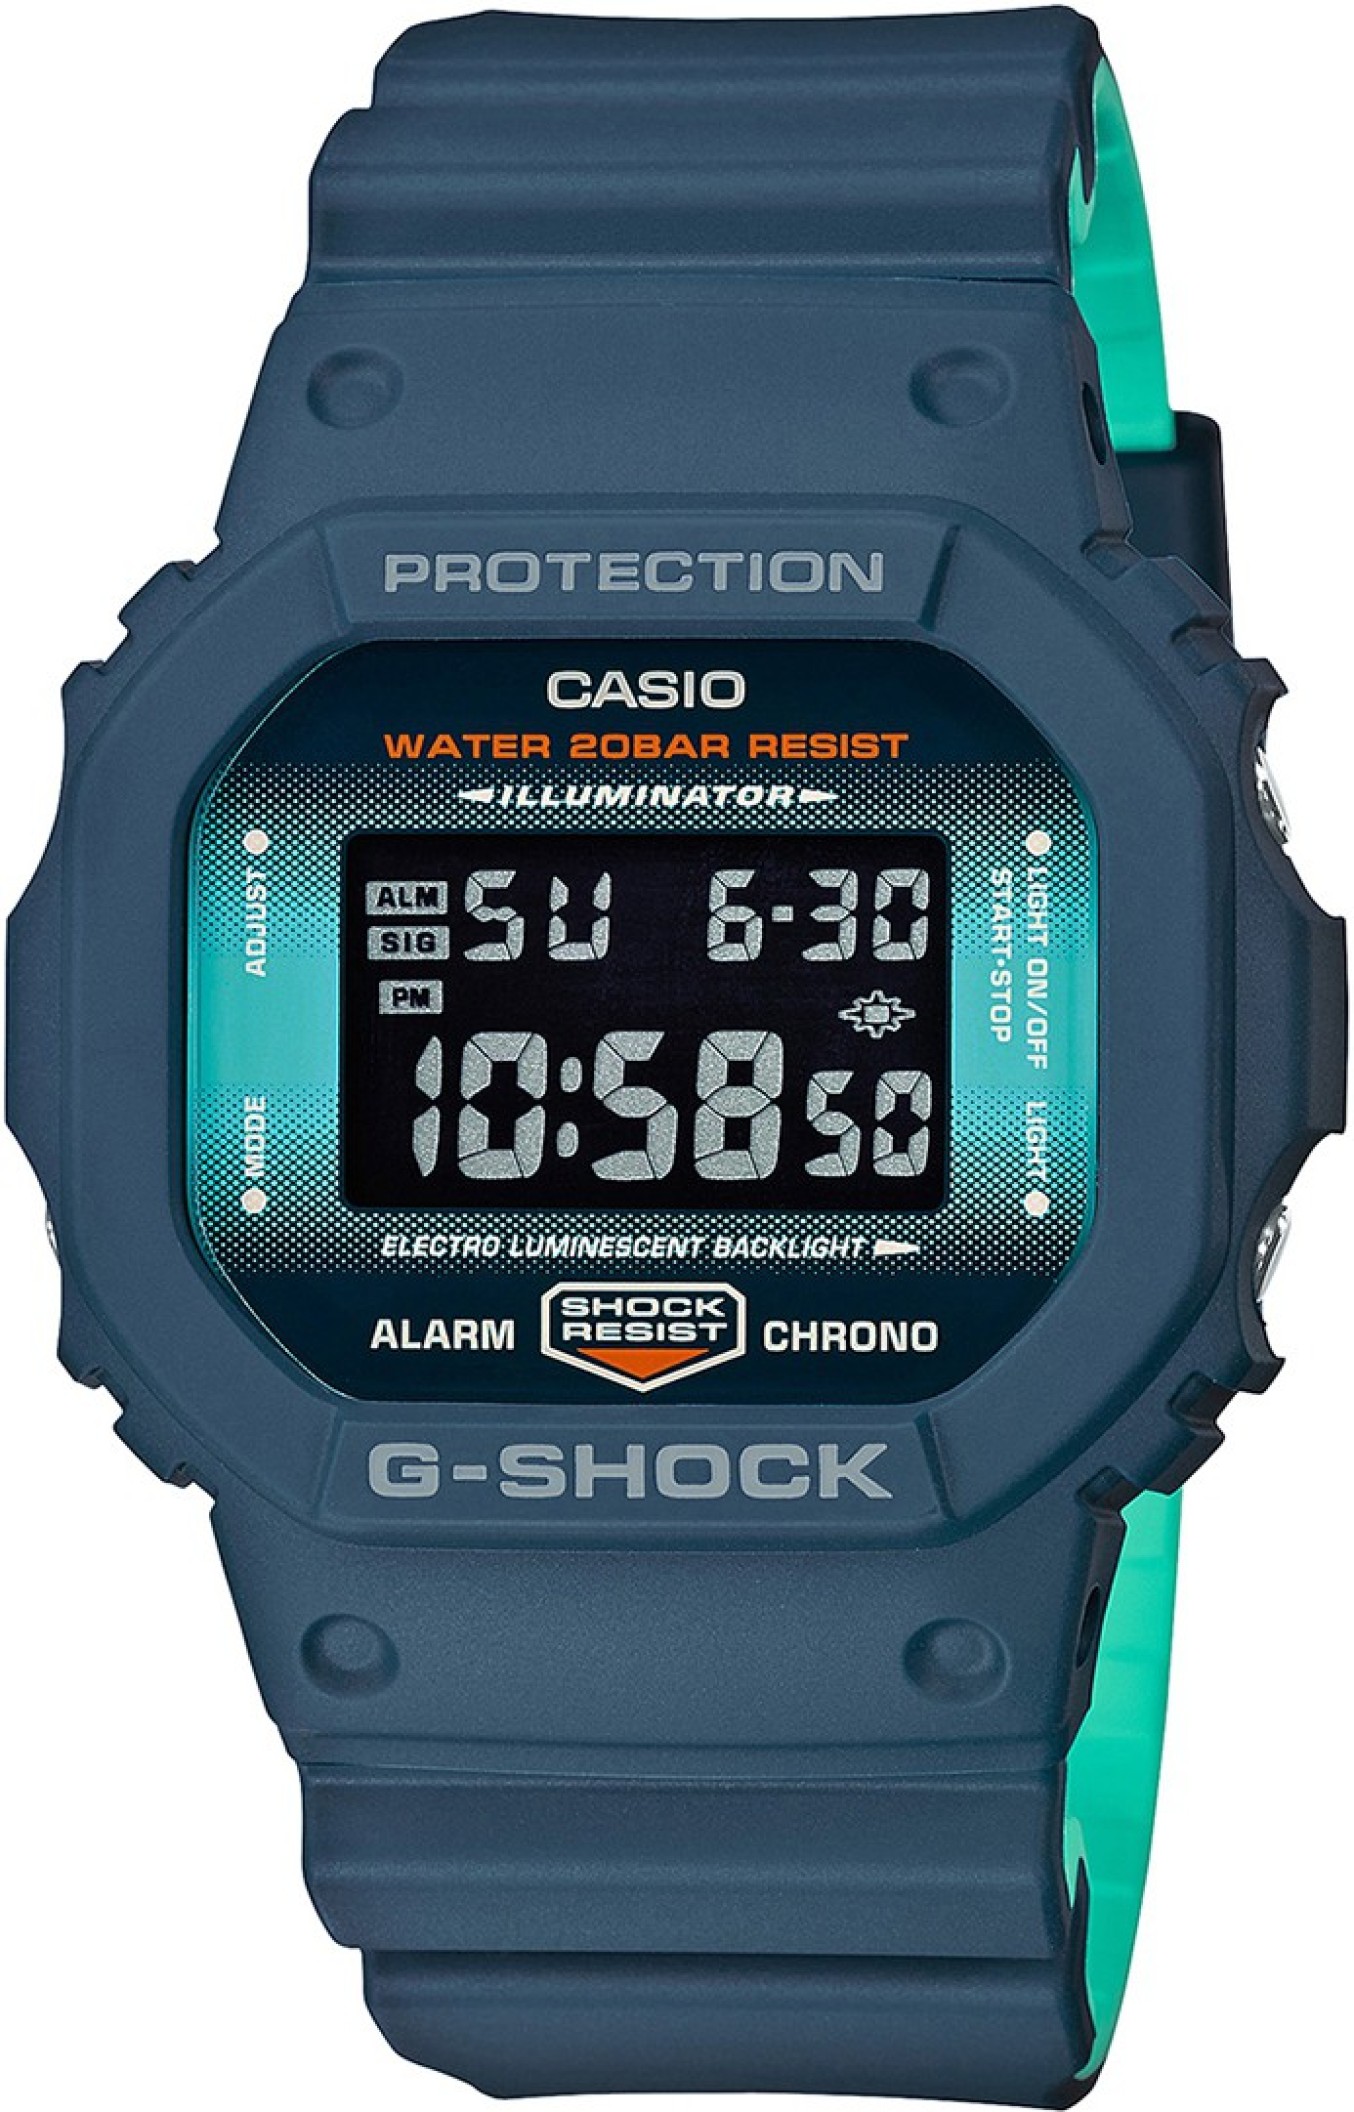 PROTECTION
CASIO
WATER 20BAR RESIST
ILLUMINATOR
ADJUST
LIGHT ON/OFF
START•STOP
ALM
SU 6-30
SIG
PM
10:58 50
MODE
LIGHT
ELECTRO LUMINESCENT BACKLIGHT
ALARM
SHOCK
RESIST
CHRONO
G-SHOCK